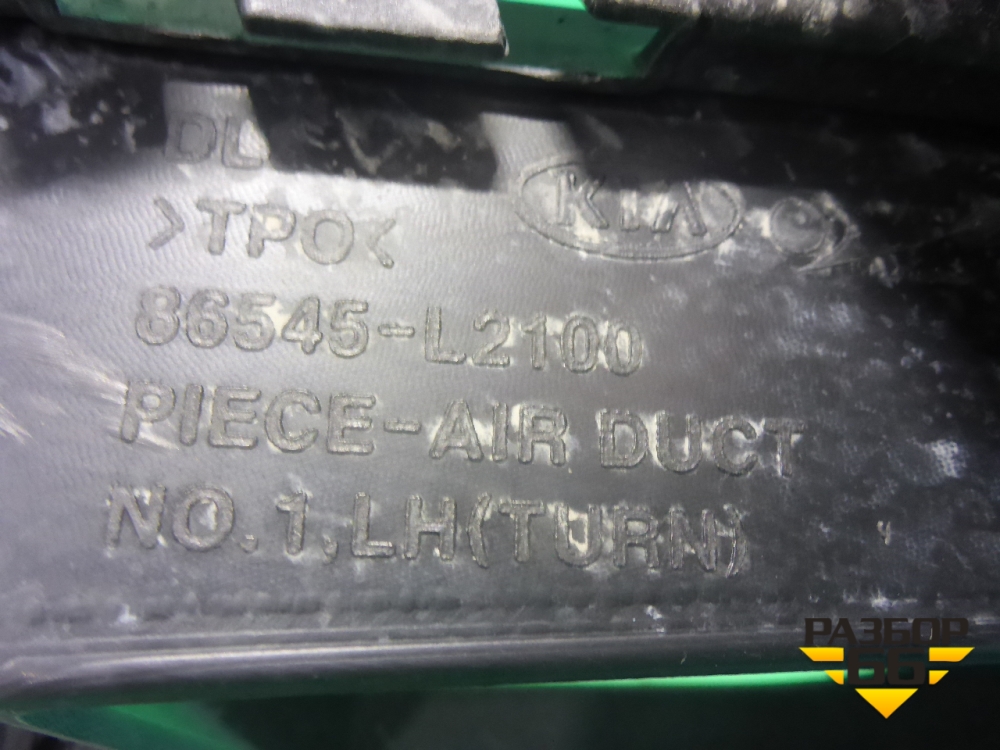 DL
>TPO<
KIA
86545-L2100
PIECE-AIR DUCT
NO.1,LH(TURN)
РАЗБОР
66